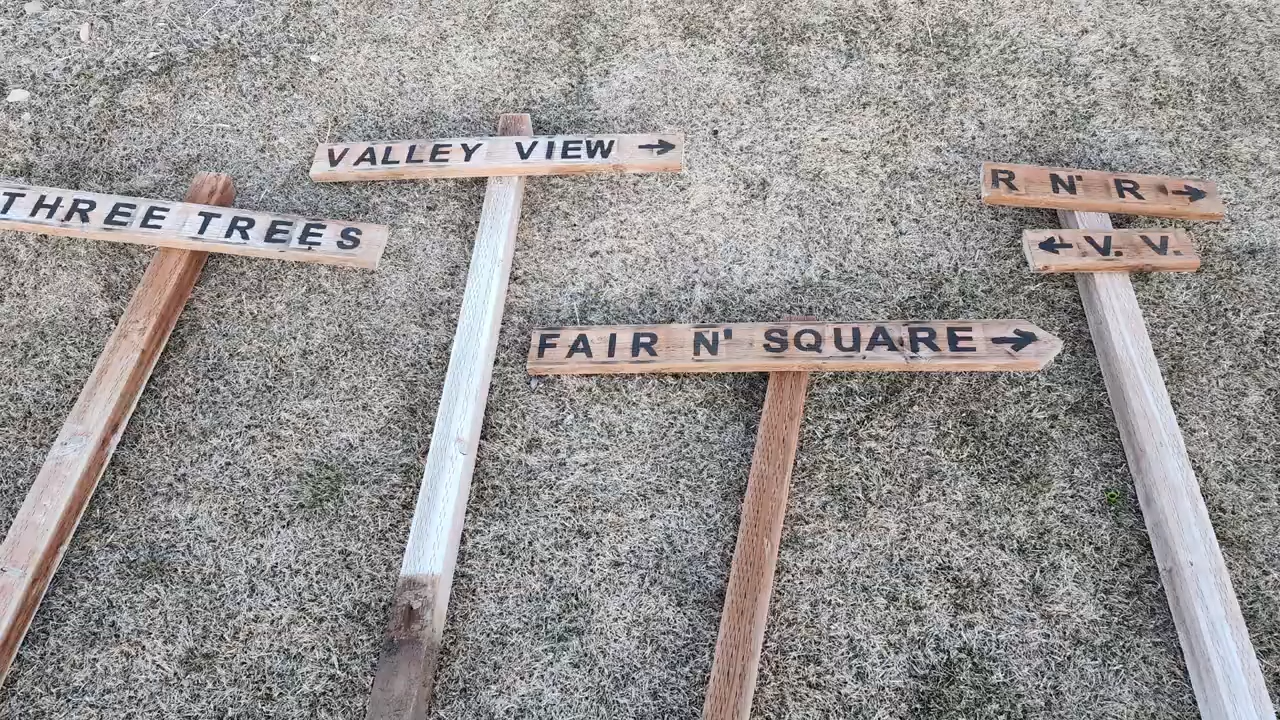 THREE TREES
VALLEY VIEW →
FAIR N' SQUARE →
R N' R →
← V. V.